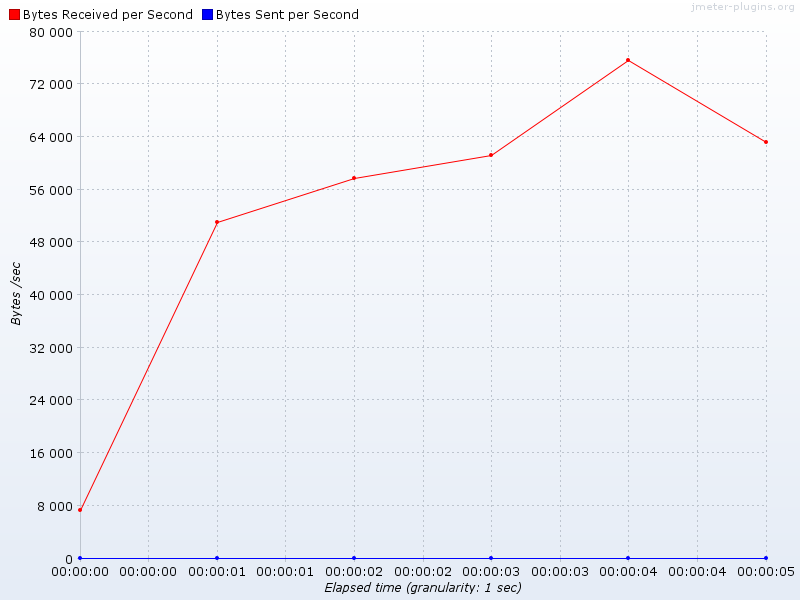 Bytes Received per Second Bytes Sent per Second
jmeter-plugins.org
80 000
72 000
64 000
56 000
48 000
40 000
32 000
24 000
16 000
8 000
0
Bytes /sec
00:00:00 00:00:00 00:00:01 00:00:01 00:00:02 00:00:02 00:00:03 00:00:03 00:00:04 00:00:04 00:00:05
Elapsed time (granularity: 1 sec)